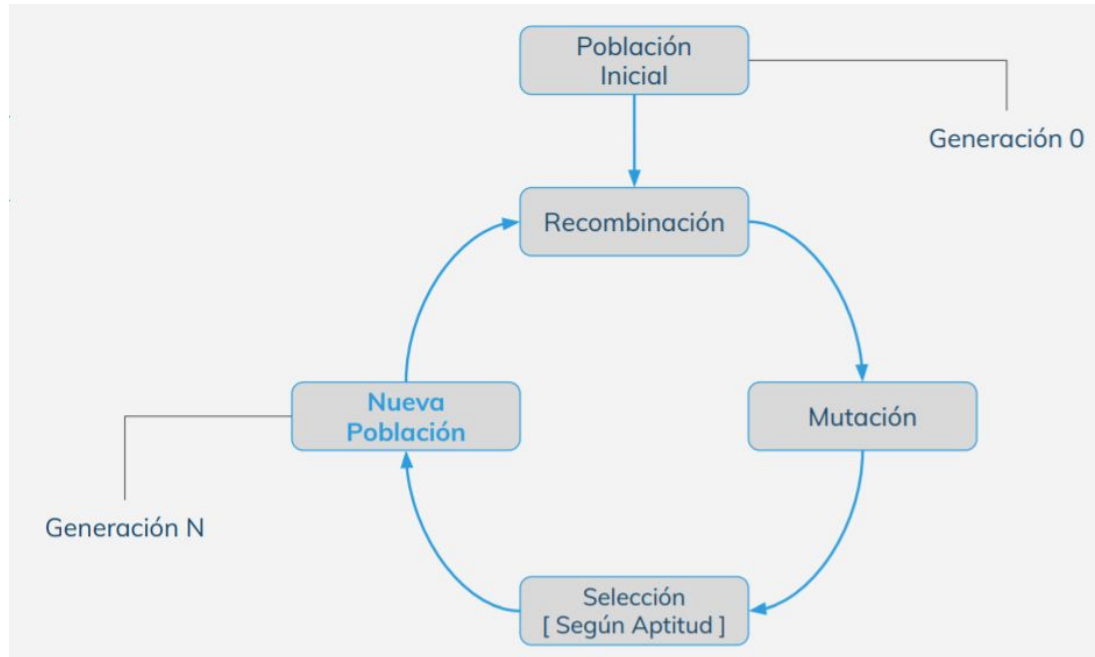 Población
Inicial
Generación 0
Recombinación
Nueva
Población
Mutación
Generación N
Selección
[ Según Aptitud ]